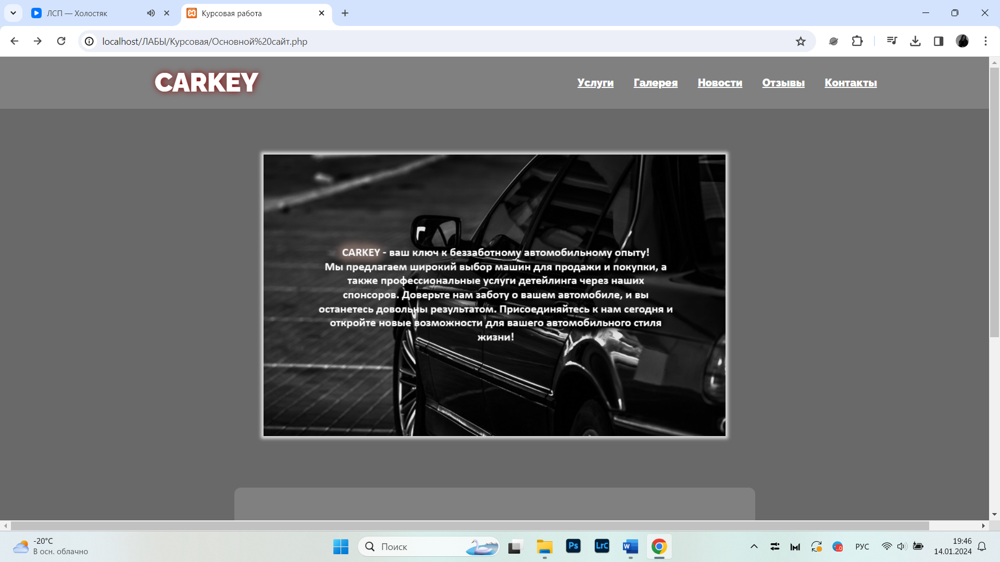 ЛСП — Холостяк
Курсовая работа
localhost/ЛАБЫ/Курсовая/Основной%20сайт.php
CARKEY
Услуги Галерея Новости Отзывы Контакты
CARKEY - ваш ключ к беззаботному автомобильному опыту!
Мы предлагаем широкий выбор машин для продажи и покупки, а
также профессиональные услуги детейлинга через наших
спонсоров. Доверьте нам заботу о вашем автомобиле, и вы
останетесь довольны результатом. Присоединяйтесь к нам сегодня и
откройте новые возможности для вашего автомобильного стиля
жизни!
-20°C
В осн. облачно
Поиск
Ps
LrC
W
РУС
19:46
14.01.2024